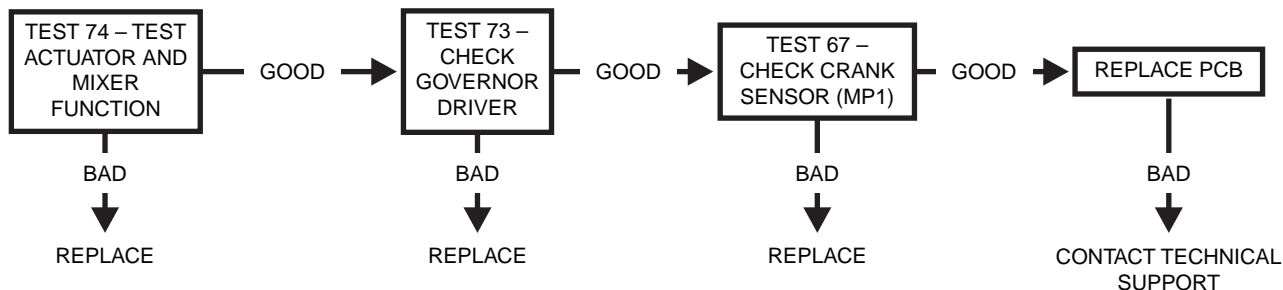 TEST 74 – TEST
ACTUATOR AND
MIXER
FUNCTION
GOOD
TEST 73 –
CHECK
GOVERNOR
DRIVER
GOOD
TEST 67 –
CHECK CRANK
SENSOR (MP1)
GOOD
REPLACE PCB
BAD
BAD
BAD
BAD
REPLACE
REPLACE
REPLACE
CONTACT TECHNICAL
SUPPORT